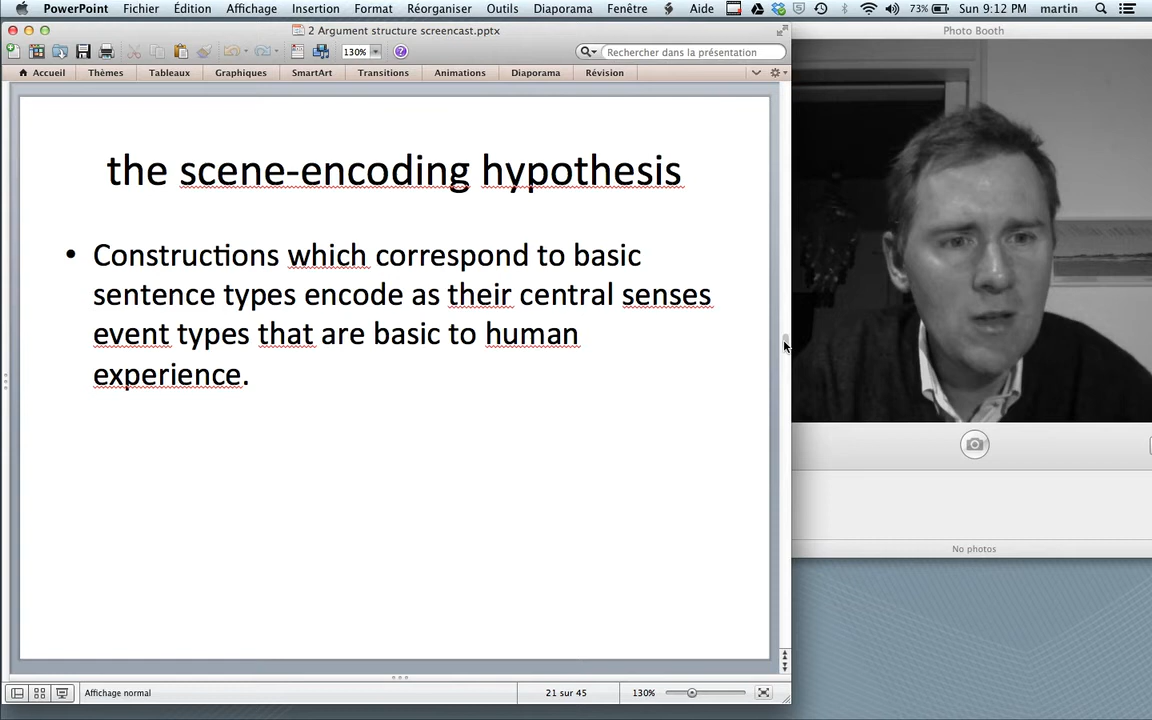 PowerPoint Fichier Édition Affichage Insertion Format Réorganiser Outils Diaporama Fenêtre Aide 73% Sun 9:12 PM martin
2 Argument structure screencast.pptx
Photo Booth
130% Rechercher dans la présentation
Accueil Thèmes Tableaux Graphiques SmartArt Transitions Animations Diaporama Révision
the scene-encoding hypothesis
• Constructions which correspond to basic
sentence types encode as their central senses
event types that are basic to human
experience.
No photos
Affichage normal 21 sur 45 130%